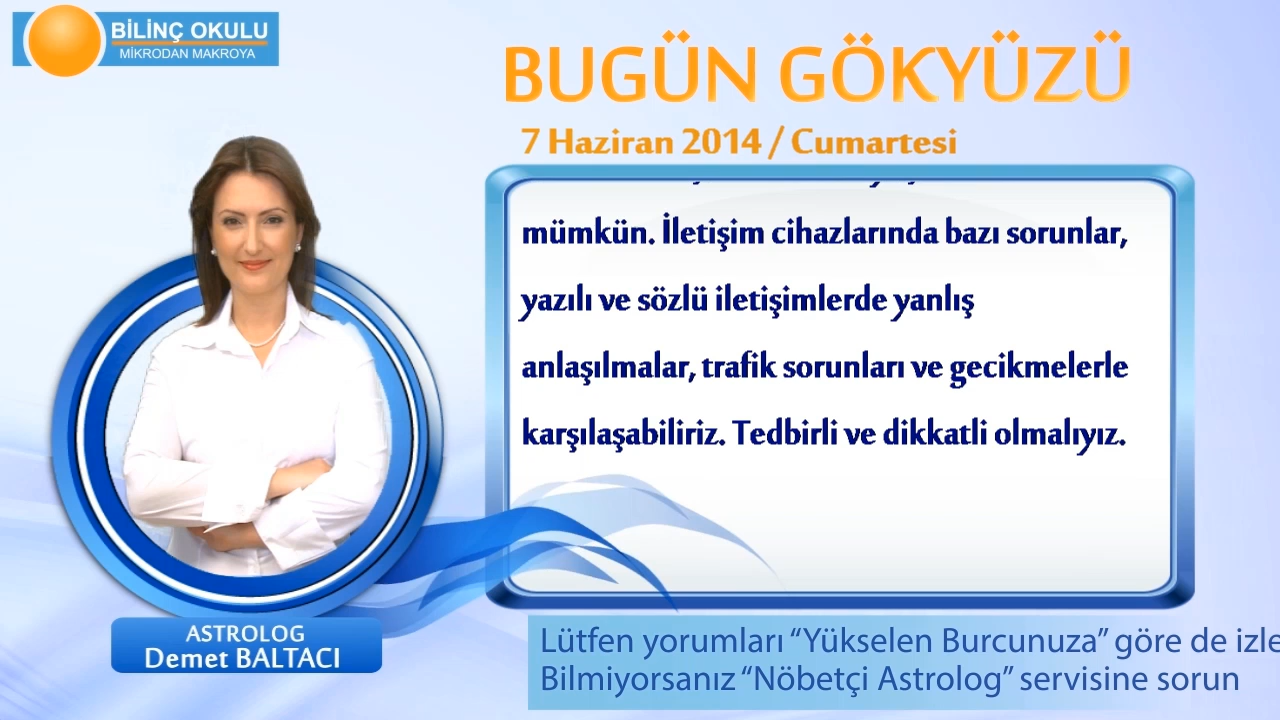 BİLİNÇ OKULU
MİKRODAN MAKROYA
BUGÜN GÖKYÜZÜ
7 Haziran 2014 / Cumartesi
mümkün. İletişim cihazlarında bazı sorunlar,
yazılı ve sözlü iletişimlerde yanlış
anlaşılmalar, trafik sorunları ve gecikmelerle
karşılaşabiliriz. Tedbirli ve dikkatli olmalıyız.
ASTROLOG
Demet BALTACI
Lütfen yorumları “Yükselen Burcunuza” göre de izle
Bilmiyorsanız “Nöbetçi Astrolog” servisine sorun